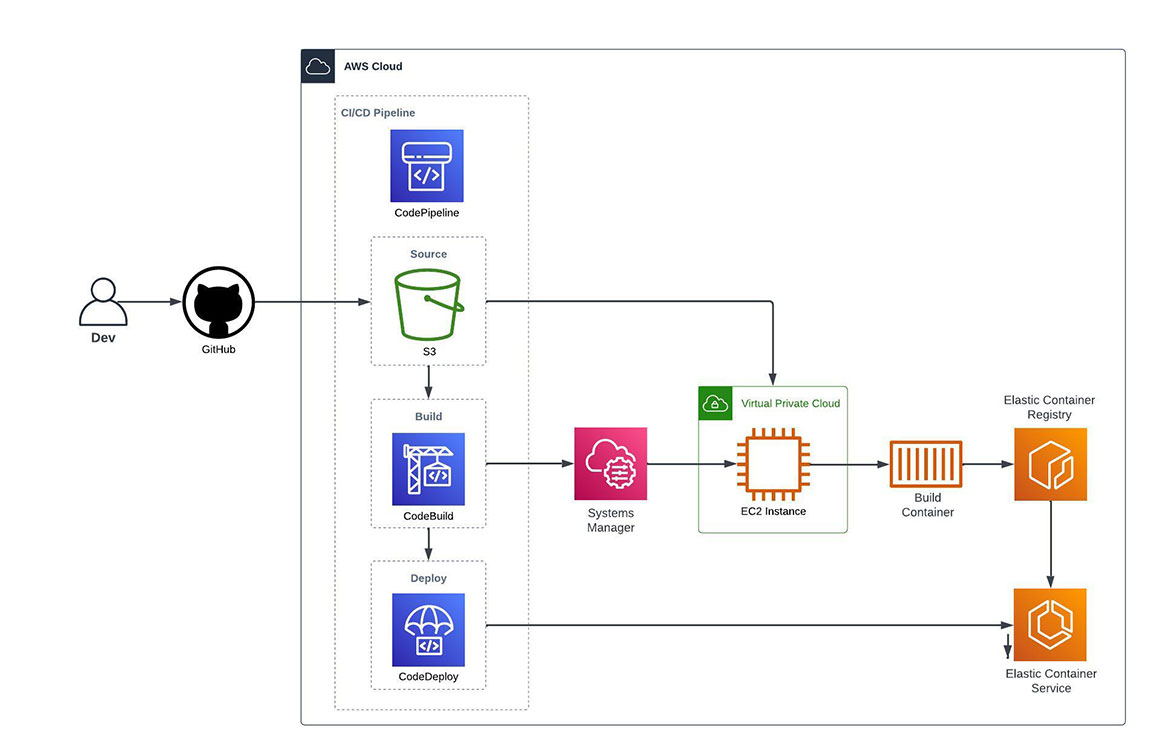 AWS Cloud
CI/CD Pipeline
CodePipeline
Source
S3
Dev
GitHub
Build
CodeBuild
Systems
Manager
Virtual Private Cloud
EC2 Instance
Build
Container
Elastic Container
Registry
Deploy
CodeDeploy
Elastic Container
Service